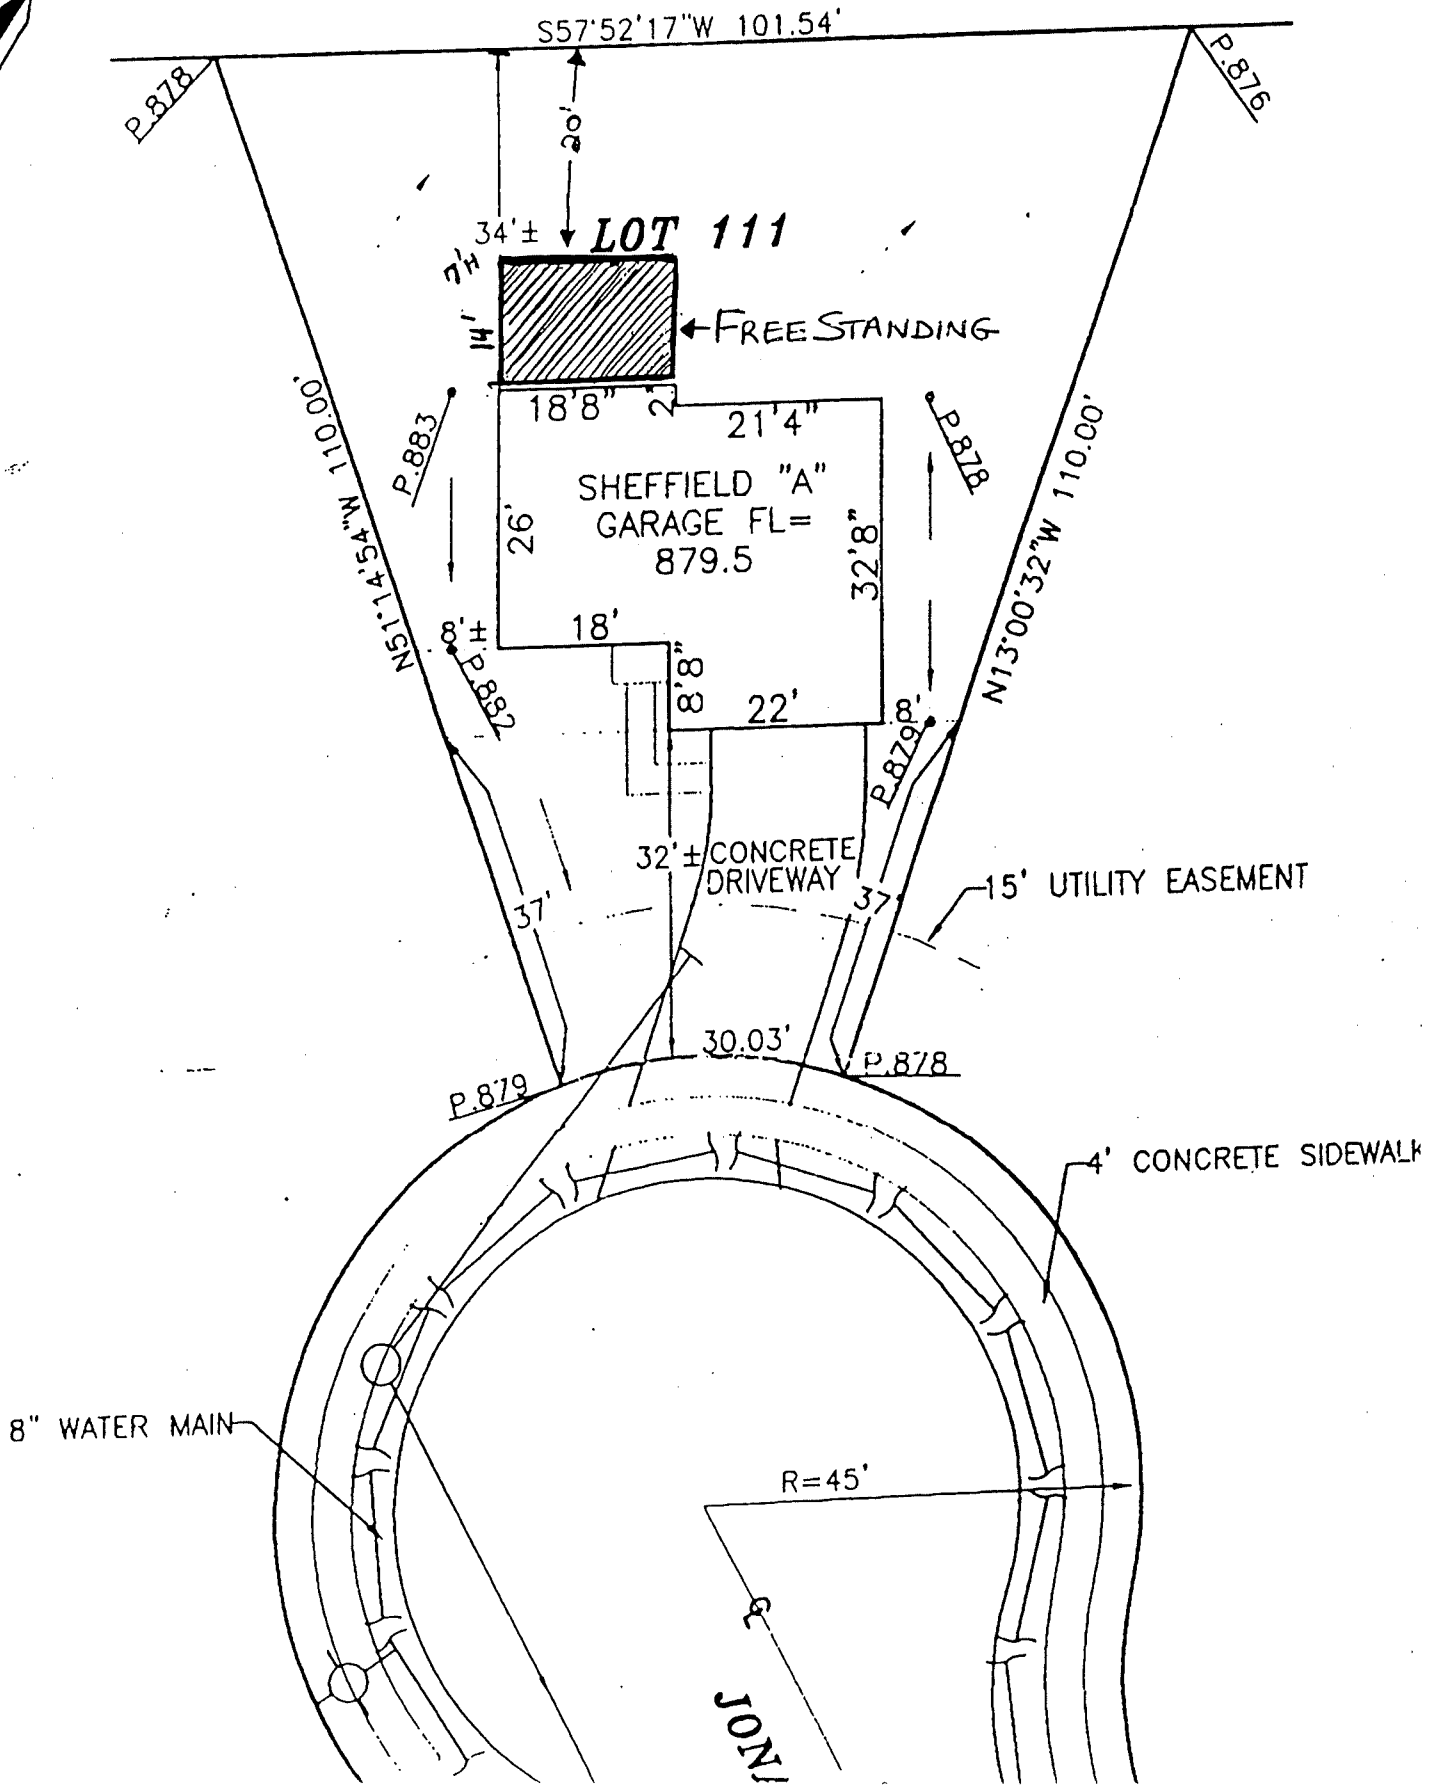 S57°52'17"W 101.54'
P.878
P.876
20'
34'±
LOT 111
7'H
14'
FREE STANDING
18'8"
2'
21'4"
P.883
P.878
N51°14'54"W 110.00'
N13°00'32"W 110.00'
SHEFFIELD "A"
GARAGE FL=
879.5
26'
32'8"
8'±
18'
P.882
8'8"
22'
8'
P.879
32'±
CONCRETE
DRIVEWAY
37'
37'
15' UTILITY EASEMENT
30.03'
P.879
P.878
4' CONCRETE SIDEWALK
8" WATER MAIN
R=45'